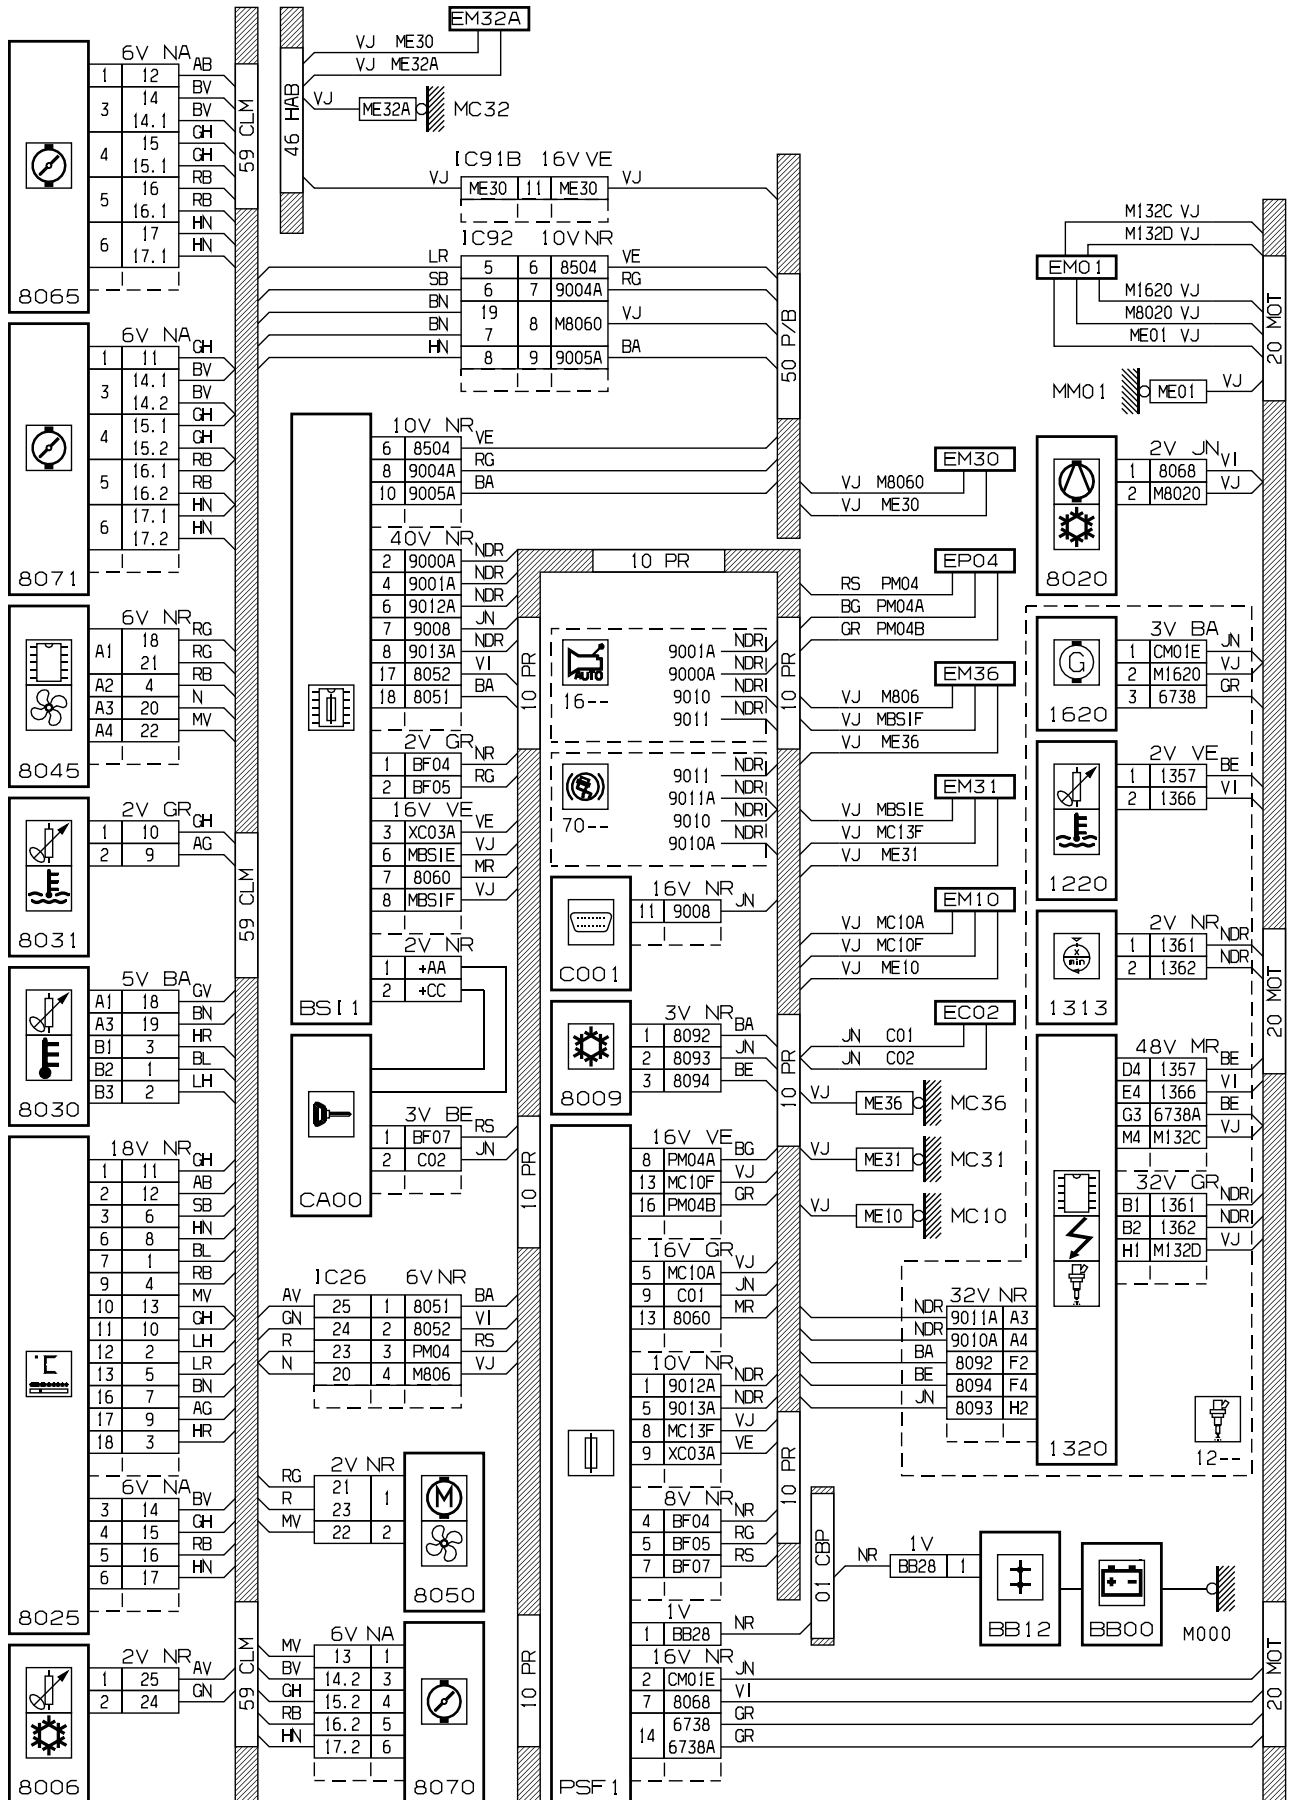 EM32A
VJ ME30
VJ ME32A
VJ
ME32A
MC32
46 HAB
59 CLM
6V NA
1 12 AB
3 14 BV
14.1 BV
4 15 GH
15.1 GH
5 16 RB
16.1 RB
6 17 HN
17.1 HN
8065
6V NA
1 11 GH
3 14.1 BV
14.2 BV
4 15.1 GH
15.2 GH
5 16.1 RB
16.2 RB
6 17.1 HN
17.2 HN
8071
6V NR
A1 18 RG
21 RG
A2 4 RB
A3 20 N
A4 22 MV
8045
2V GR
1 10 GH
2 9 AG
8031
59 CLM
5V BA
A1 18 GV
A3 19 BN
B1 3 HR
B2 1 BL
B3 2 LH
8030
18V NR
1 11 GH
2 12 AB
3 6 SB
6 8 HN
7 1 BL
9 4 RB
10 13 MV
11 10 GH
12 2 LH
13 5 LR
16 7 BN
17 9 AG
18 3 HR
°C
6V NA
3 14 BV
4 15 GH
5 16 RB
6 17 HN
8025
2V NR
1 25 AV
2 24 GN
8006
59 CLM
IC91B 16V VE
VJ ME30 11 ME30 VJ
IC92 10V NR
LR 5 6 8504 VE
SB 6 7 9004A RG
BN 19
8 M8060 VJ
BN 7
HN 8 9 9005A BA
50 P/B
10V NR
6 8504 VE
8 9004A RG
10 9005A BA
40V NR
2 9000A NDR
4 9001A NDR
6 9012A NDR
7 9008 JN
8 9013A NDR
17 8052 VI
18 8051 BA
2V GR
1 BF04 NR
2 BF05 RG
16V VE
3 XC03A VE
6 MBSIE VJ
7 8060 MR
8 MBSIF VJ
2V NR
1 +AA
2 +CC
BSI1
3V BE
1 BF07 RS
2 C02 JN
CA00
IC26 6V NR
AV 25 1 8051 BA
GN 24 2 8052 VI
R 23 3 PM04 RS
N 20 4 M806 VJ
2V NR
RG 21
1
R 23
MV 22 2
M
8050
6V NA
MV 13 1
BV 14.2 3
GH 15.2 4
RB 16.2 5
HN 17.2 6
8070
10 PR
10 PR
10 PR
10 PR
10 PR
AUTO
16--
9001A NDR
9000A NDR
9010 NDR
9011 NDR
70--
9011 NDR
9011A NDR
9010 NDR
9010A NDR
16V NR
11 9008 JN
C001
3V NR
1 8092 BA
2 8093 JN
3 8094 BE
8009
16V VE
8 PM04A BG
13 MC10F VJ
16 PM04B GR
16V GR
5 MC10A VJ
9 C01 JN
13 8060 MR
10V NR
1 9012A NDR
5 9013A NDR
8 MC13F VJ
9 XC03A VE
8V NR
4 BF04 NR
5 BF05 RG
7 BF07 RS
1V
1 BB28 NR
16V NR
2 CM01E JN
7 8068 VI
14 6738 GR
6738A GR
PSF1
10 PR
10 PR
EM30
VJ M8060
VJ ME30
EP04
RS PM04
BG PM04A
GR PM04B
EM36
VJ M806
VJ MBSIF
VJ ME36
EM31
VJ MBSIE
VJ MC13F
VJ ME31
EM10
VJ MC10A
VJ MC10F
VJ ME10
EC02
JN C01
JN C02
VJ ME36 MC36
VJ ME31 MC31
VJ ME10 MC10
32V NR
NDR 9011A A3
NDR 9010A A4
BA 8092 F2
BE 8094 F4
JN 8093 H2
01 CBP
NR
1V
BB28 1
BB12
+ -
BB00
M000
M132C VJ
M132D VJ
EM01
M1620 VJ
M8020 VJ
ME01 VJ
20 MOT
MM01 ME01 VJ
2V JN
1 8068 VI
2 M8020 VJ
8020
3V BA
1 CM01E JN
2 M1620 VJ
3 6738 GR
G
1620
2V VE
1 1357 BE
2 1366 VI
1220
2V NR
1 1361 NDR
2 1362 NDR
x
min
1313
20 MOT
48V MR
D4 1357 BE
E4 1366 VI
G3 6738A BE
M4 M132C VJ
32V GR
B1 1361 NDR
B2 1362 NDR
H1 M132D VJ
1320
12--
20 MOT